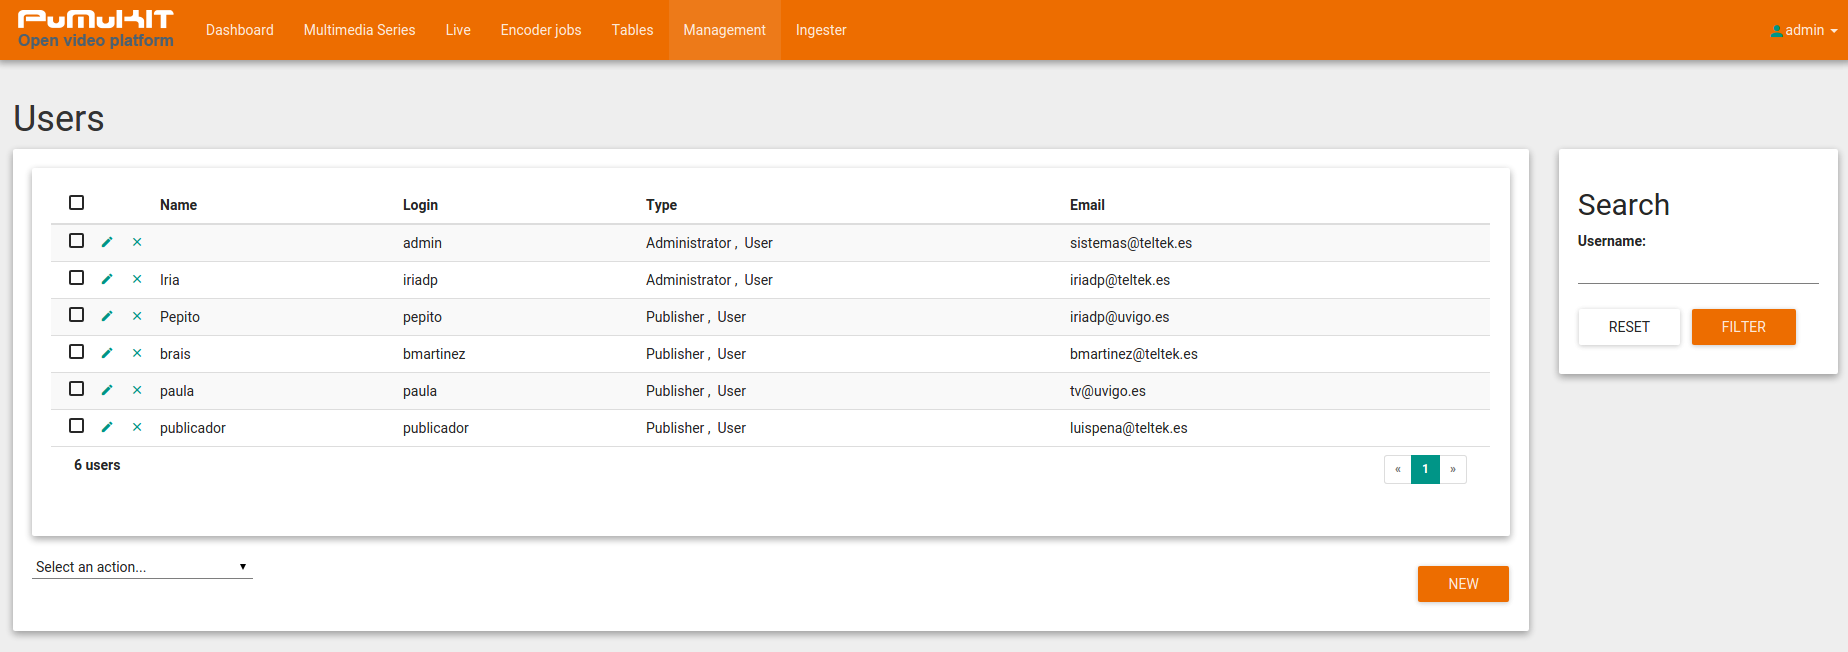 PuMuKIT
Open video platform
Dashboard Multimedia Series Live Encoder jobs Tables Management Ingester admin
Users
Name Login Type Email
admin Administrator , User sistemas@teltek.es
Iria iriadp Administrator , User iriadp@teltek.es
Pepito pepito Publisher , User iriadp@uvigo.es
brais bmartinez Publisher , User bmartinez@teltek.es
paula paula Publisher , User tv@uvigo.es
publicador publicador Publisher , User luispena@teltek.es
6 users « 1 »
Select an action...
NEW
Search
Username:
RESET FILTER